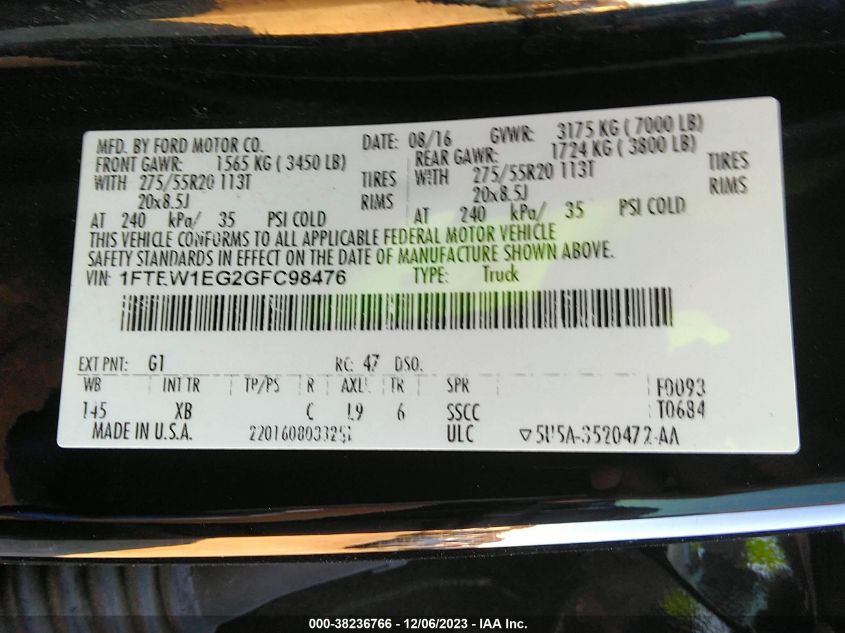 MFD. BY FORD MOTOR CO. DATE: 08/16 GVWR: 3175 KG ( 7000 LB)
FRONT GAWR: 1565 KG ( 3450 LB) REAR GAWR: 1724 KG ( 3800 LB)
WITH 275/55R20 113T TIRES WITH 275/55R20 113T TIRES
20x8.5J RIMS 20x8.5J RIMS
AT 240 kPa/ 35 PSI COLD AT 240 kPa/ 35 PSI COLD
THIS VEHICLE CONFORMS TO ALL APPLICABLE FEDERAL MOTOR VEHICLE
SAFETY STANDARDS IN EFFECT ON THE DATE OF MANUFACTURE SHOWN ABOVE.
VIN: 1FTEW1EG2GFC98476 TYPE: Truck
EXT PNT: G1 RC: 47 DSO:
WB INT TR TP/PS R AXLE TR SPR F0093
145 XB C L9 6 SSCC T0684
MADE IN U.S.A. ULC
000-38236766 - 12/06/2023 - IAA Inc.